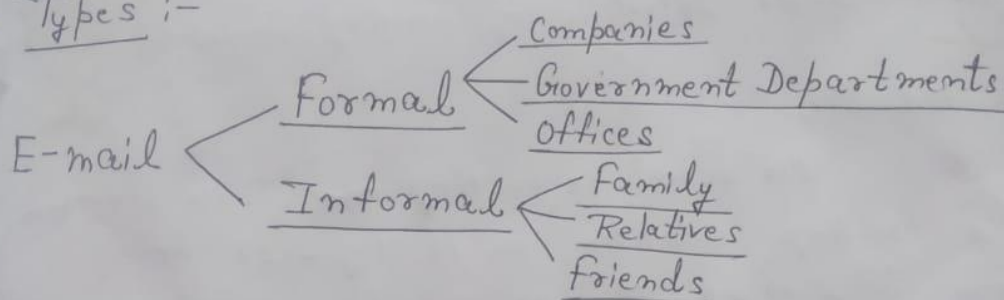 Types :-
Companies
Formal
Government Departments
Offices
E-mail
Informal
Family
Relatives
friends